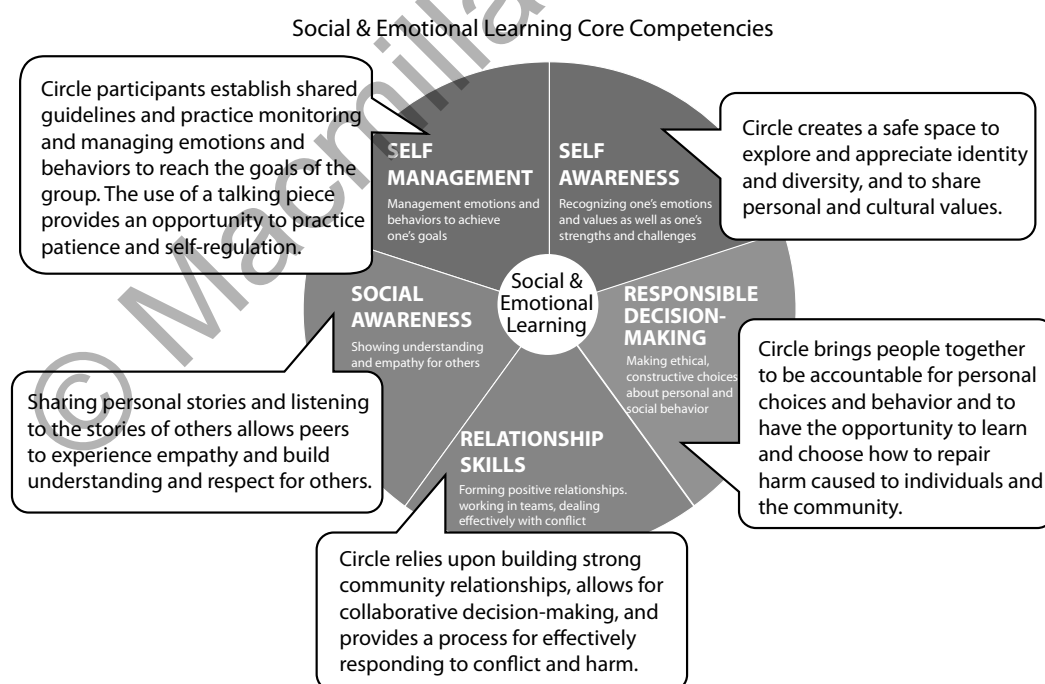 Social & Emotional Learning Core Competencies
Circle participants establish shared
guidelines and practice monitoring
and managing emotions and
behaviors to reach the goals of the
group. The use of a talking piece
provides an opportunity to practice
patience and self-regulation.
SELF
MANAGEMENT
Management emotions and
behaviors to achieve
one's goals
SELF
AWARENESS
Recognizing one's emotions
and values as well as one's
strengths and challenges
Circle creates a safe space to
explore and appreciate identity
and diversity, and to share
personal and cultural values.
Social &
Emotional
Learning
SOCIAL
AWARENESS
Showing understanding
and empathy for others
RESPONSIBLE
DECISION-
MAKING
Making ethical,
constructive choices
about personal and
social behavior
Sharing personal stories and listening
to the stories of others allows peers
to experience empathy and build
understanding and respect for others.
Circle brings people together
to be accountable for personal
choices and behavior and to
have the opportunity to learn
and choose how to repair
harm caused to individuals and
the community.
RELATIONSHIP
SKILLS
Forming positive relationships.
working in teams, dealing
effectively with conflict
Circle relies upon building strong
community relationships, allows for
collaborative decision-making, and
provides a process for effectively
responding to conflict and harm.
© Macmilla